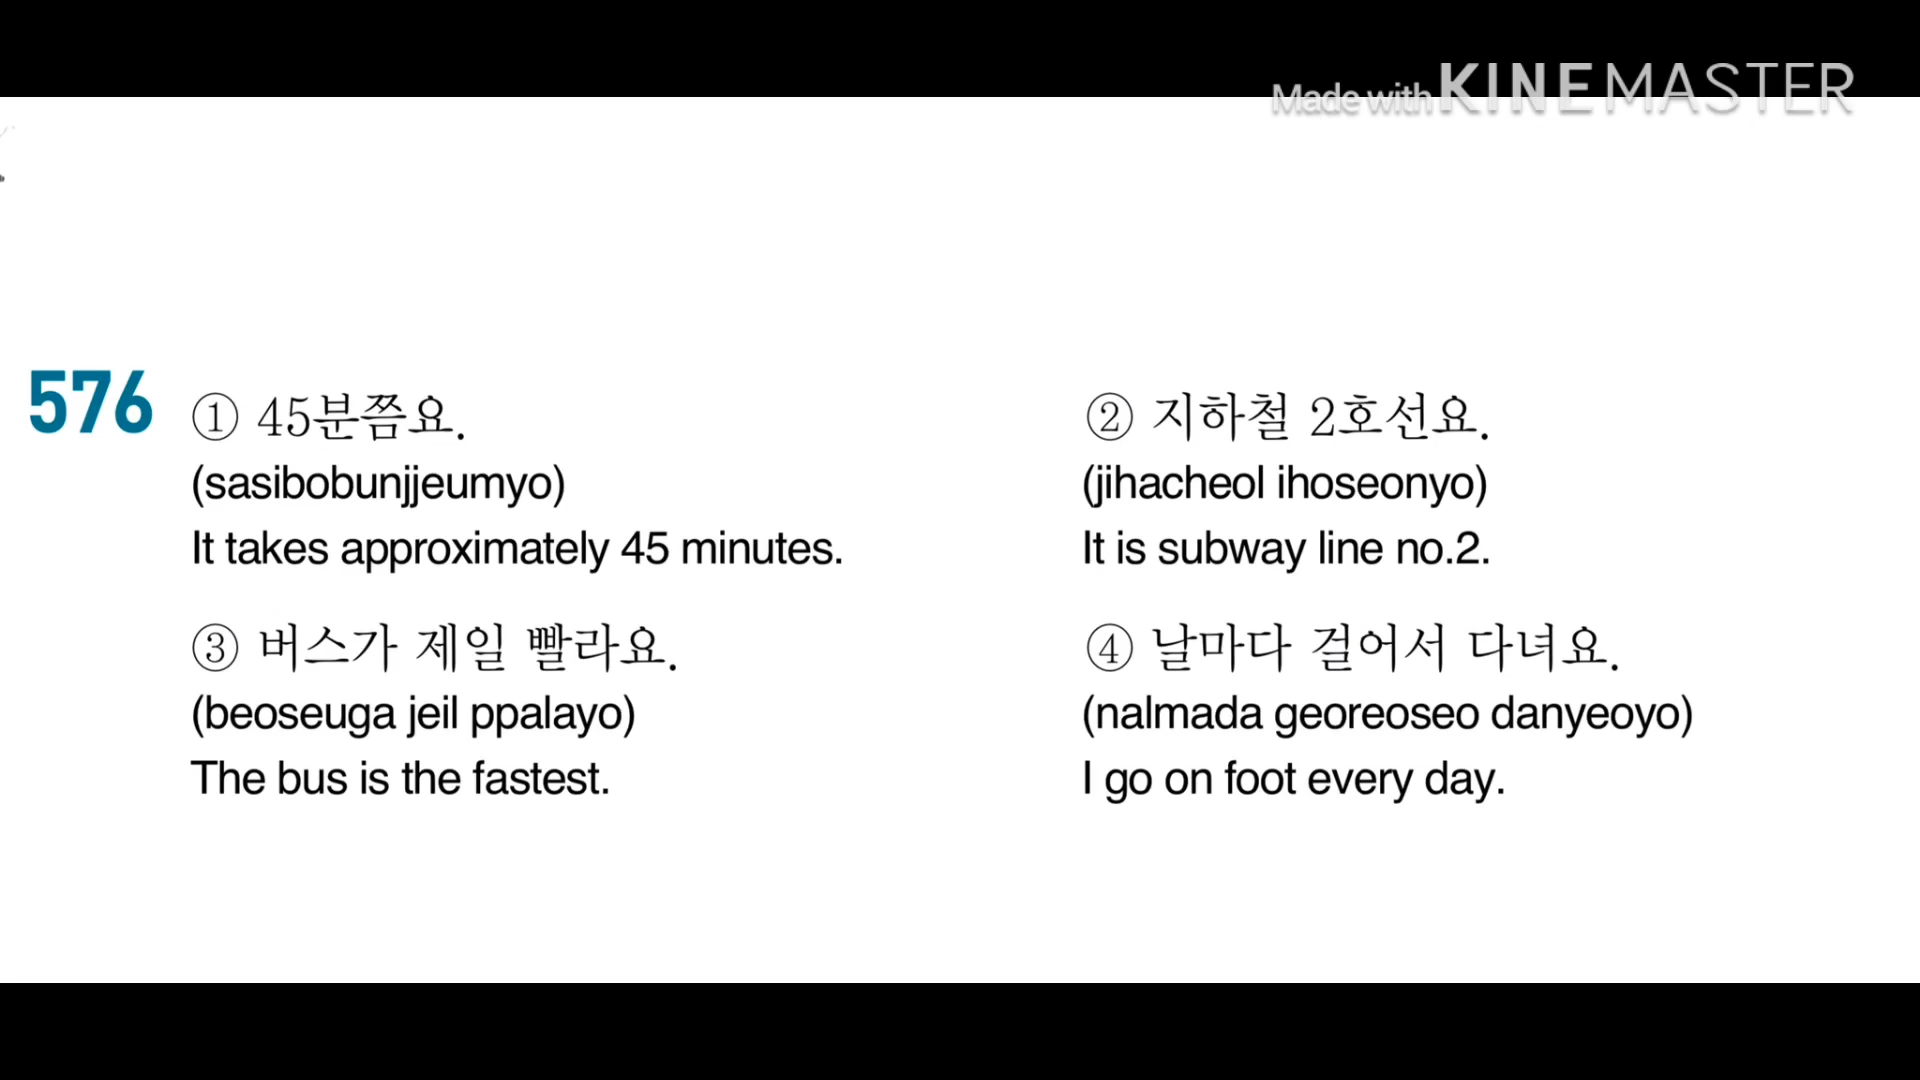 Made with KINEMASTER
576
① 45분쯤요.
(sasibobunjjeumyo)
It takes approximately 45 minutes.
② 지하철 2호선요.
(jihacheol ihoseonyo)
It is subway line no.2.
③ 버스가 제일 빨라요.
(beoseuga jeil ppalayo)
The bus is the fastest.
④ 날마다 걸어서 다녀요.
(nalmada georeoseo danyeoyo)
I go on foot every day.